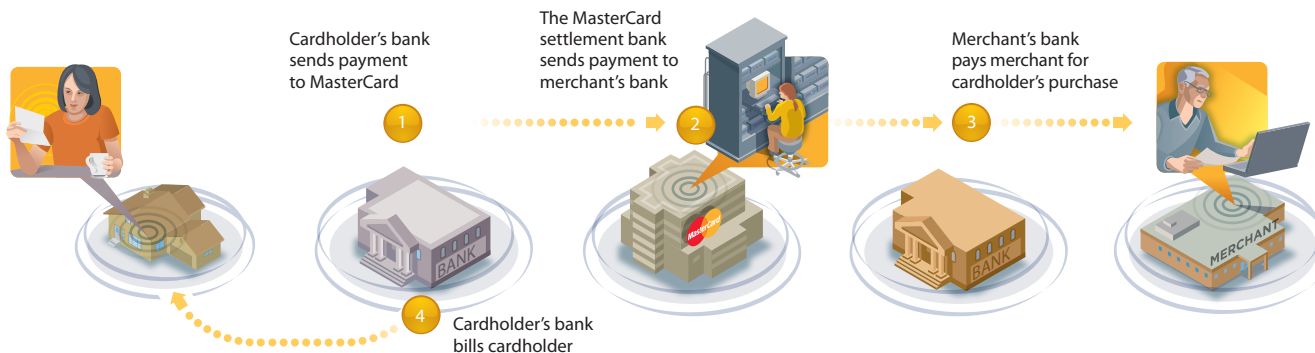 Cardholder’s bank
sends payment
to MasterCard
1
The MasterCard
settlement bank
sends payment to
merchant’s bank
2
Merchant’s bank
pays merchant for
cardholder’s purchase
3
BANK
MasterCard
BANK
MERCHANT
4
Cardholder’s bank
bills cardholder